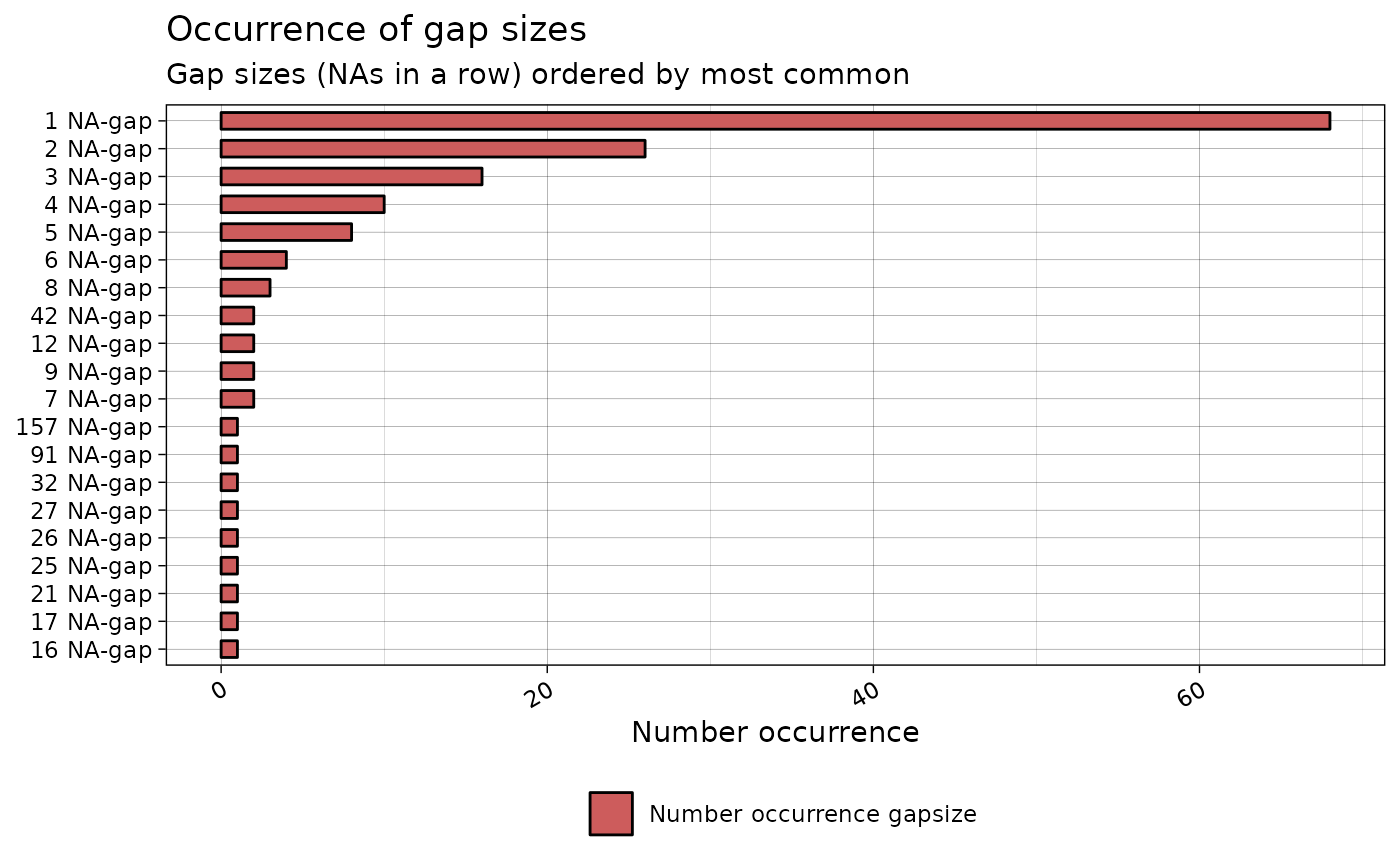 Occurrence of gap sizes
Gap sizes (NAs in a row) ordered by most common
1 NA-gap
2 NA-gap
3 NA-gap
4 NA-gap
5 NA-gap
6 NA-gap
8 NA-gap
42 NA-gap
12 NA-gap
9 NA-gap
7 NA-gap
157 NA-gap
91 NA-gap
32 NA-gap
27 NA-gap
26 NA-gap
25 NA-gap
21 NA-gap
17 NA-gap
16 NA-gap
0 20 40 60
Number occurrence
Number occurrence gapsize